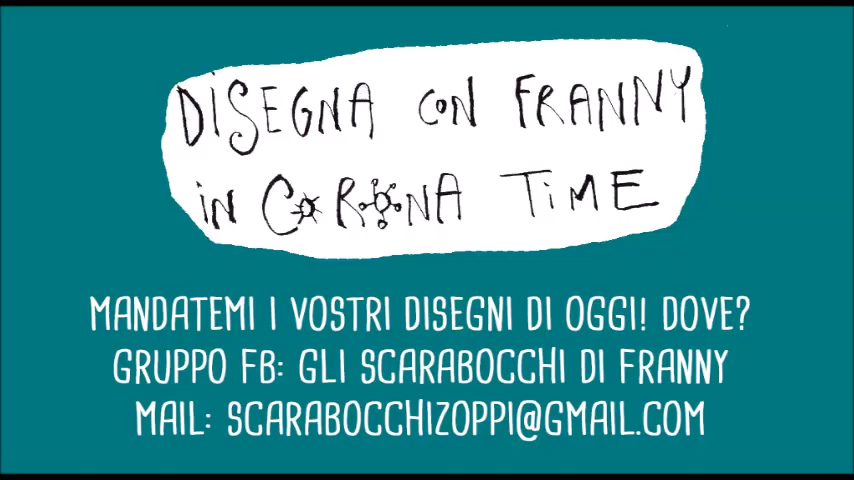 DISEGNA CON FRANNY
IN CORONA TIME
MANDATEMI I VOSTRI DISEGNI DI OGGI! DOVE?
GRUPPO FB: GLI SCARABOCCHI DI FRANNY
MAIL: SCARABOCCHIZOPPI@GMAIL.COM